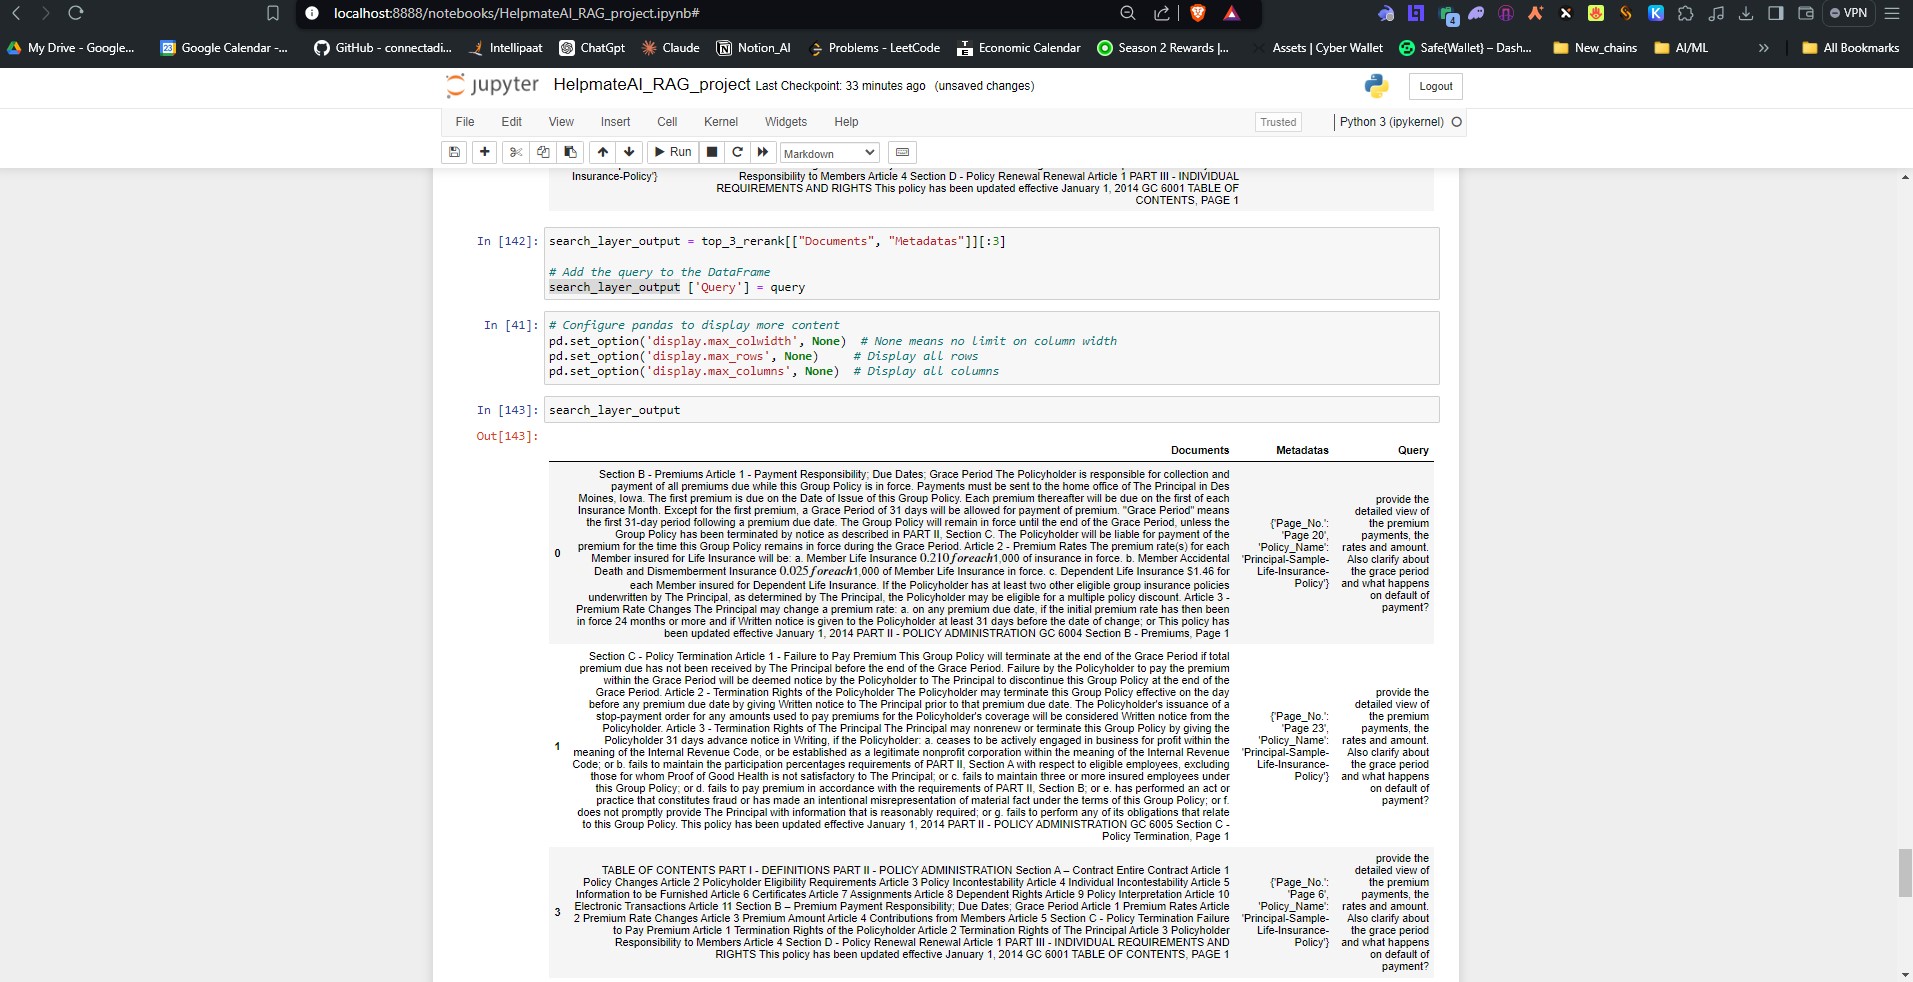 localhost:8888/notebooks/HelpmateAI_RAG_project.ipynb#
4
VPN
My Drive - Google...
23
Google Calendar -...
GitHub - connectadi...
Intellipaat
ChatGpt
Claude
Notion_AI
Problems - LeetCode
Economic Calendar
Season 2 Rewards |...
Assets | Cyber Wallet
Safe{Wallet} – Dash...
New_chains
AI/ML
»
All Bookmarks
jupyter
HelpmateAI_RAG_project Last Checkpoint: 33 minutes ago (unsaved changes)
Logout
File Edit View Insert Cell Kernel Widgets Help
Trusted
Python 3 (ipykernel)
Run
Markdown
Insurance-Policy'}
Responsibility to Members Article 4 Section D - Policy Renewal Renewal Article 1 PART III - INDIVIDUAL
REQUIREMENTS AND RIGHTS This policy has been updated effective January 1, 2014 GC 6001 TABLE OF
CONTENTS, PAGE 1
In [142]: search_layer_output = top_3_rerank[["Documents", "Metadatas"]][:3]
# Add the query to the DataFrame
search_layer_output ['Query'] = query
In [41]: # Configure pandas to display more content
pd.set_option('display.max_colwidth', None) # None means no limit on column width
pd.set_option('display.max_rows', None) # Display all rows
pd.set_option('display.max_columns', None) # Display all columns
In [143]: search_layer_output
Out[143]:
Documents Metadatas Query
0
Section B - Premiums Article 1 - Payment Responsibility; Due Dates; Grace Period The Policyholder is responsible for collection and
payment of all premiums due while this Group Policy is in force. Payments must be sent to the home office of The Principal in Des
Moines, Iowa. The first premium is due on the Date of Issue of this Group Policy. Each premium thereafter will be due on the first of each
Insurance Month. Except for the first premium, a Grace Period of 31 days will be allowed for payment of premium. "Grace Period" means
the first 31-day period following a premium due date. The Group Policy will remain in force until the end of the Grace Period, unless the
Group Policy has been terminated by notice as described in PART II, Section C. The Policyholder will be liable for payment of the
premium for the time this Group Policy remains in force during the Grace Period. Article 2 - Premium Rates The premium rate(s) for each
Member insured for Life Insurance will be: a. Member Life Insurance 0.210foreach1,000 of insurance in force. b. Member Accidental
Death and Dismemberment Insurance 0.025foreach1,000 of Member Life Insurance in force. c. Dependent Life Insurance $1.46 for
each Member insured for Dependent Life Insurance. If the Policyholder has at least two other eligible group insurance policies
underwritten by The Principal, as determined by The Principal, the Policyholder may be eligible for a multiple policy discount. Article 3 -
Premium Rate Changes The Principal may change a premium rate: a. on any premium due date, if the initial premium rate has then been
in force 24 months or more and if Written notice is given to the Policyholder at least 31 days before the date of change; or This policy has
been updated effective January 1, 2014 PART II - POLICY ADMINISTRATION GC 6004 Section B - Premiums, Page 1
{'Page_No.':
'Page 20',
'Policy_Name':
'Principal-Sample-
Life-Insurance-
Policy'}
provide the
detailed view of
the premium
payments, the
rates and amount.
Also clarify about
the grace period
and what happens
on default of
payment?
1
Section C - Policy Termination Article 1 - Failure to Pay Premium This Group Policy will terminate at the end of the Grace Period if total
premium due has not been received by The Principal before the end of the Grace Period. Failure by the Policyholder to pay the premium
within the Grace Period will be deemed notice by the Policyholder to The Principal to discontinue this Group Policy at the end of the
Grace Period. Article 2 - Termination Rights of the Policyholder The Policyholder may terminate this Group Policy effective on the day
before any premium due date by giving Written notice to The Principal prior to that premium due date. The Policyholder's issuance of a
stop-payment order for any amounts used to pay premiums for the Policyholder's coverage will be considered Written notice from the
Policyholder. Article 3 - Termination Rights of The Principal The Principal may nonrenew or terminate this Group Policy by giving the
Policyholder 31 days advance notice in Writing, if the Policyholder: a. ceases to be actively engaged in business for profit within the
meaning of the Internal Revenue Code, or be established as a legitimate nonprofit corporation within the meaning of the Internal Revenue
Code; or b. fails to maintain the participation percentages requirements of PART II, Section A with respect to eligible employees, excluding
those for whom Proof of Good Health is not satisfactory to The Principal; or c. fails to maintain three or more insured employees under
this Group Policy; or d. fails to pay premium in accordance with the requirements of PART II, Section B; or e. has performed an act or
practice that constitutes fraud or has made an intentional misrepresentation of material fact under the terms of this Group Policy; or f.
does not promptly provide The Principal with information that is reasonably required; or g. fails to perform any of its obligations that relate
to this Group Policy. This policy has been updated effective January 1, 2014 PART II - POLICY ADMINISTRATION GC 6005 Section C -
Policy Termination, Page 1
{'Page_No.':
'Page 23',
'Policy_Name':
'Principal-Sample-
Life-Insurance-
Policy'}
provide the
detailed view of
the premium
payments, the
rates and amount.
Also clarify about
the grace period
and what happens
on default of
payment?
3
TABLE OF CONTENTS PART I - DEFINITIONS PART II - POLICY ADMINISTRATION Section A – Contract Entire Contract Article 1
Policy Changes Article 2 Policyholder Eligibility Requirements Article 3 Policy Incontestability Article 4 Individual Incontestability Article 5
Information to be Furnished Article 6 Certificates Article 7 Assignments Article 8 Dependent Rights Article 9 Policy Interpretation Article 10
Electronic Transactions Article 11 Section B – Premium Payment Responsibility; Due Dates; Grace Period Article 1 Premium Rates Article
2 Premium Rate Changes Article 3 Premium Amount Article 4 Contributions from Members Article 5 Section C - Policy Termination Failure
to Pay Premium Article 1 Termination Rights of the Policyholder Article 2 Termination Rights of The Principal Article 3 Policyholder
Responsibility to Members Article 4 Section D - Policy Renewal Renewal Article 1 PART III - INDIVIDUAL REQUIREMENTS AND
RIGHTS This policy has been updated effective January 1, 2014 GC 6001 TABLE OF CONTENTS, PAGE 1
{'Page_No.':
'Page 6',
'Policy_Name':
'Principal-Sample-
Life-Insurance-
Policy'}
provide the
detailed view of
the premium
payments, the
rates and amount.
Also clarify about
the grace period
and what happens
on default of
payment?